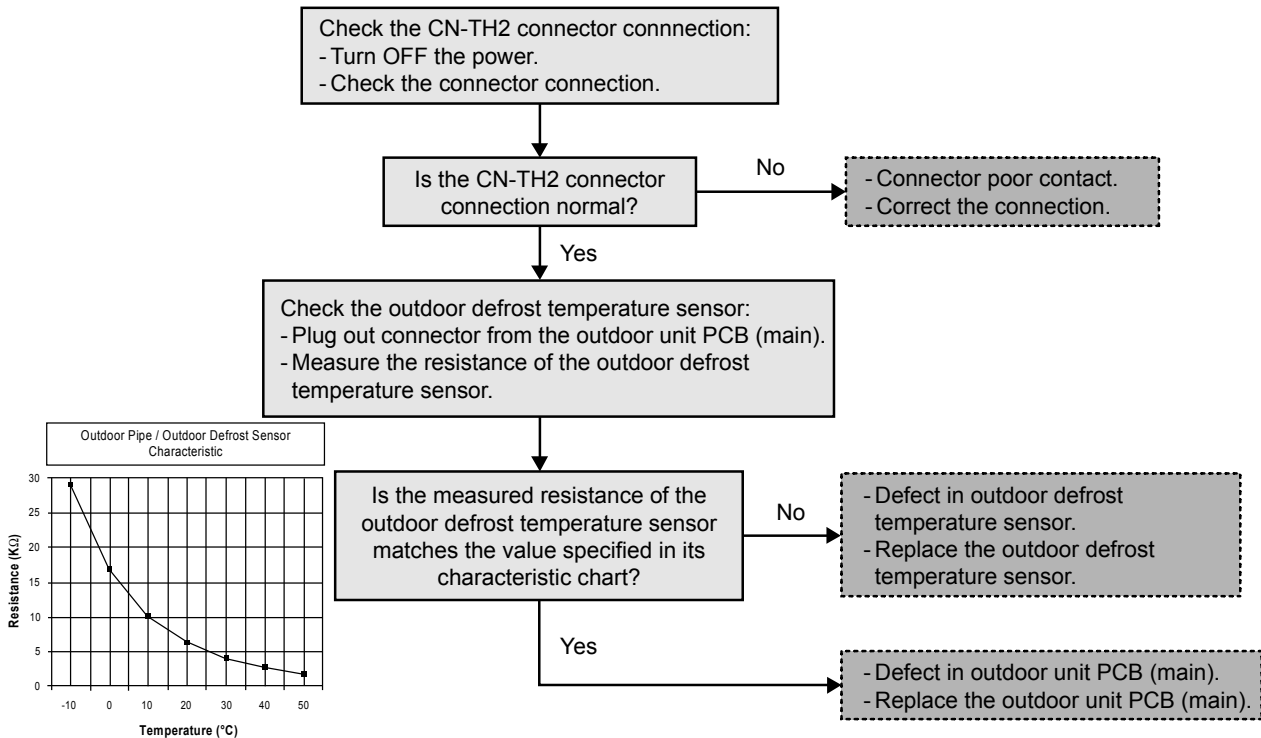 Check the CN-TH2 connector connnection:
- Turn OFF the power.
- Check the connector connection.
Is the CN-TH2 connector
connection normal?
No
- Connector poor contact.
- Correct the connection.
Yes
Check the outdoor defrost temperature sensor:
- Plug out connector from the outdoor unit PCB (main).
- Measure the resistance of the outdoor defrost
temperature sensor.
Outdoor Pipe / Outdoor Defrost Sensor
Characteristic
Resistance (KΩ)
30
25
20
15
10
5
0
-10 0 10 20 30 40 50
Temperature (°C)
Is the measured resistance of the
outdoor defrost temperature sensor
matches the value specified in its
characteristic chart?
No
- Defect in outdoor defrost
temperature sensor.
- Replace the outdoor defrost
temperature sensor.
Yes
- Defect in outdoor unit PCB (main).
- Replace the outdoor unit PCB (main).